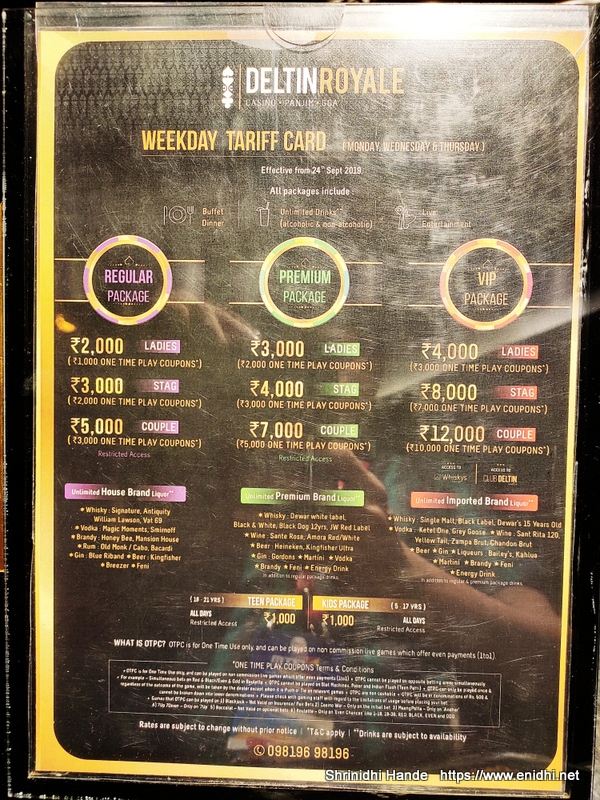 DELTINROYALE
CASINO • PANJIM • GOA
WEEKDAY TARIFF CARD (MONDAY, WEDNESDAY & THURSDAY)
Effective from 24th Sept 2019.
All packages include :
Buffet Dinner
Unlimited Drinks** (alcoholic & non-alcoholic)
Live Entertainment
REGULAR PACKAGE
₹2,000 LADIES
(₹1,000 ONE TIME PLAY COUPONS*)
₹3,000 STAG
(₹2,000 ONE TIME PLAY COUPONS*)
₹5,000 COUPLE
(₹3,000 ONE TIME PLAY COUPONS*)
Restricted Access
PREMIUM PACKAGE
₹3,000 LADIES
(₹2,000 ONE TIME PLAY COUPONS*)
₹4,000 STAG
(₹3,000 ONE TIME PLAY COUPONS*)
₹7,000 COUPLE
(₹5,000 ONE TIME PLAY COUPONS*)
Restricted Access
VIP PACKAGE
₹4,000 LADIES
(₹3,000 ONE TIME PLAY COUPONS*)
₹8,000 STAG
(₹7,000 ONE TIME PLAY COUPONS*)
₹12,000 COUPLE
(₹10,000 ONE TIME PLAY COUPONS*)
ACCESS TO Whiskys
ACCESS TO CLUB DELTIN
Unlimited House Brand Liquor**
★ Whisky : Signature, Antiquity
William Lawson, Vat 69
★ Vodka : Magic Moments, Smirnoff
★ Brandy : Honey Bee, Mansion House
★ Rum : Old Monk / Cabo, Bacardi
★ Gin : Blue Riband ★ Beer : Kingfisher
★ Breezer ★ Feni
Unlimited Premium Brand Liquor**
★ Whisky : Dewar white label,
Black & White, Black Dog 12yrs, JW Red Label
★ Wine : Sante Rosa, Amora Red/White
★ Beer : Heineken, Kingfisher Ultra
★ Gin : Gordons ★ Martini ★ Vodka
★ Brandy ★ Feni ★ Energy Drink
In addition to regular package drinks
Unlimited Imported Brand Liquor**
★ Whisky : Single Malt, Black Label, Dewar's 15 Years Old
★ Vodka : Ketel One, Grey Goose ★ Wine : Sant Rita 120,
Yellow Tail, Zampa Brut, Chandon Brut
★ Beer ★ Gin ★ Liqueurs : Bailey's, Kahlua
★ Martini ★ Brandy ★ Feni
★ Energy Drink
In addition to regular & premium package drinks
(18 - 21 YRS) TEEN PACKAGE
ALL DAYS ₹1,000
Restricted Access
KIDS PACKAGE (5 - 17 YRS)
₹1,000 ALL DAYS
Restricted Access
WHAT IS OTPC? OTPC is for One Time Use only, and can be played on non commission live games which offer even payments (1to1).
*ONE TIME PLAY COUPONS Terms & Conditions
Rates are subject to change without prior notice | *T&C apply | **Drinks are subject to availability
098196 98196
Shrinidhi Hande https://www.enidhi.net